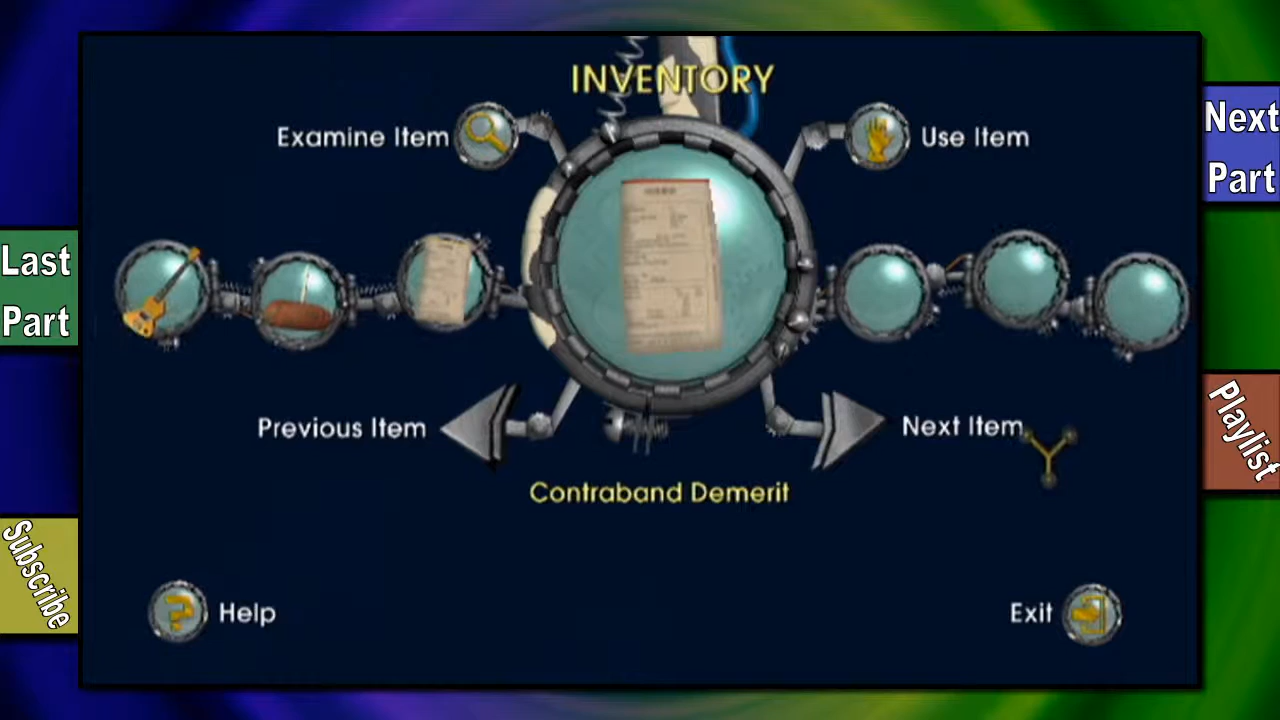 INVENTORY
Examine Item
Use Item
Next
Part
Last
Part
Previous Item
Next Item
Playlist
Contraband Demerit
Subscribe
Help
Exit